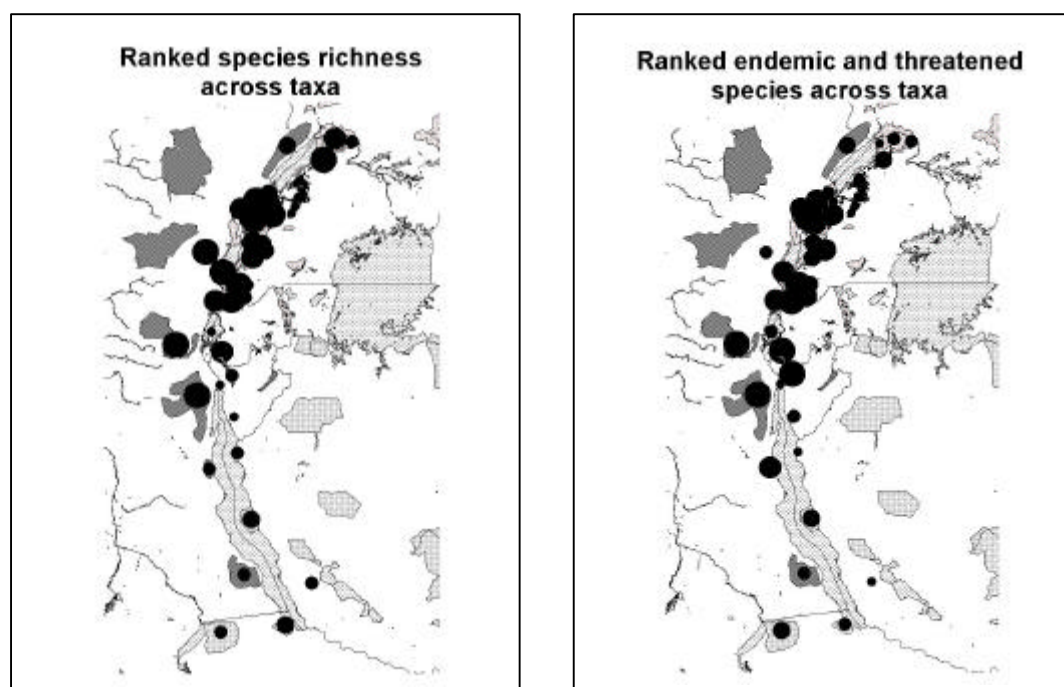 Ranked species richness
across taxa
Ranked endemic and threatened
species across taxa